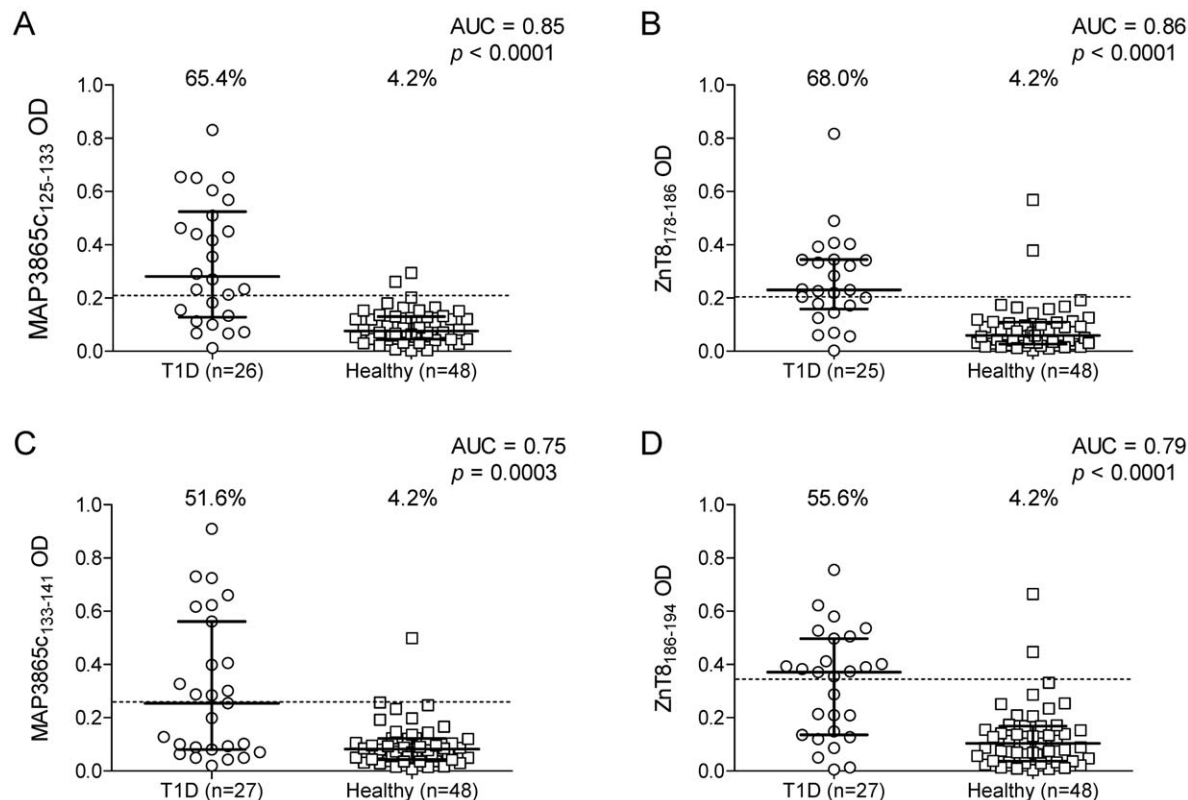 A
AUC = 0.85
p < 0.0001
65.4%
4.2%
MAP3865c125-133 OD
1.0
0.8
0.6
0.4
0.2
0.0
T1D (n=26)
Healthy (n=48)
B
AUC = 0.86
p < 0.0001
68.0%
4.2%
ZnT8178-186 OD
1.0
0.8
0.6
0.4
0.2
0.0
T1D (n=25)
Healthy (n=48)
C
AUC = 0.75
p = 0.0003
51.6%
4.2%
MAP3865c133-141 OD
1.0
0.8
0.6
0.4
0.2
0.0
T1D (n=27)
Healthy (n=48)
D
AUC = 0.79
p < 0.0001
55.6%
4.2%
ZnT8186-194 OD
1.0
0.8
0.6
0.4
0.2
0.0
T1D (n=27)
Healthy (n=48)